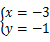 {x = −3
y = −1